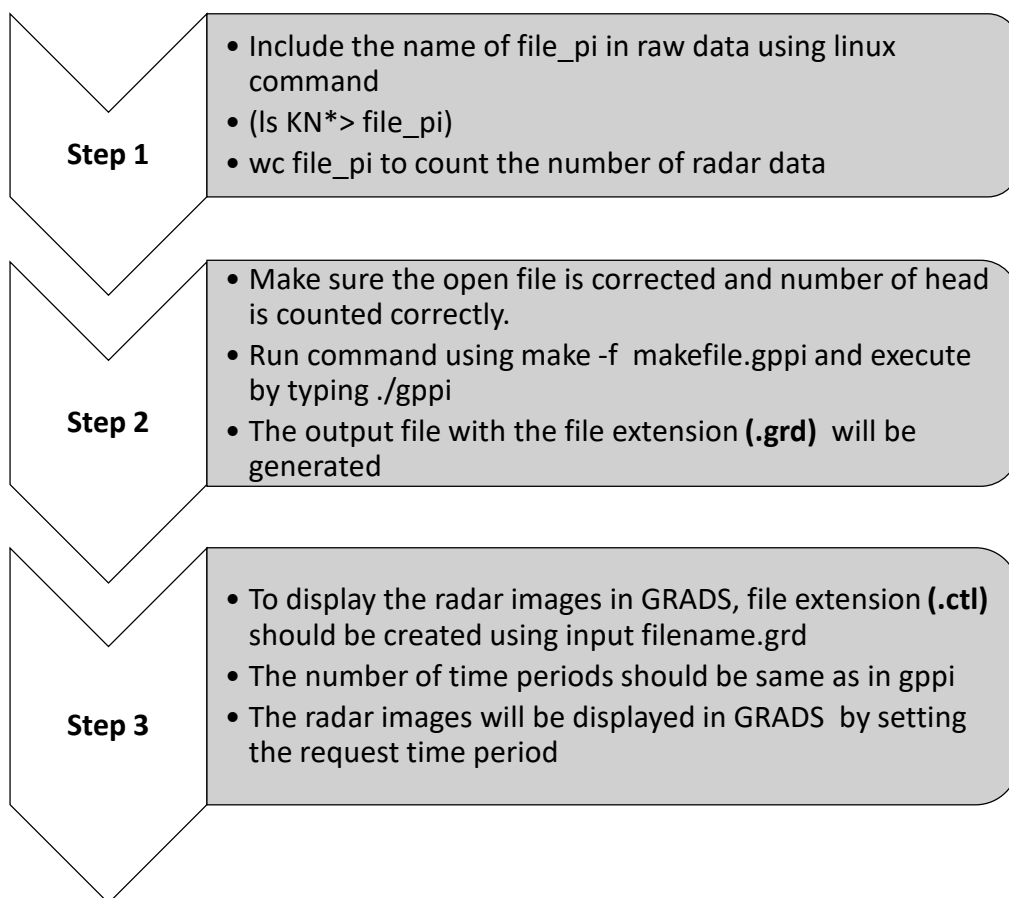 Step 1
• Include the name of file_pi in raw data using linux
command
• (ls KN*> file_pi)
• wc file_pi to count the number of radar data
Step 2
• Make sure the open file is corrected and number of head
is counted correctly.
• Run command using make -f makefile.gppi and execute
by typing ./gppi
• The output file with the file extension (.grd) will be
generated
Step 3
• To display the radar images in GRADS, file extension (.ctl)
should be created using input filename.grd
• The number of time periods should be same as in gppi
• The radar images will be displayed in GRADS by setting
the request time period